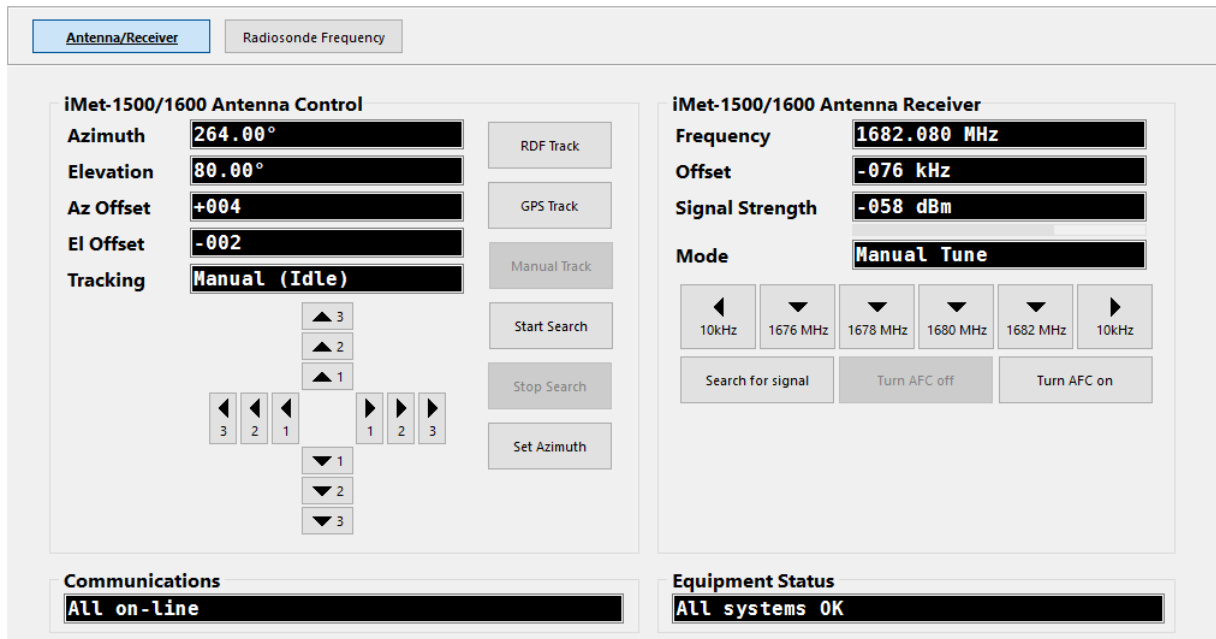 Antenna/Receiver
Radiosonde Frequency
iMet-1500/1600 Antenna Control
Azimuth 264.00°
Elevation 80.00°
Az Offset +004
El Offset -002
Tracking Manual (Idle)
RDF Track
GPS Track
Manual Track
Start Search
Stop Search
Set Azimuth
3
2
1
3 2 1 1 2 3
1
2
3
iMet-1500/1600 Antenna Receiver
Frequency 1682.080 MHz
Offset -076 kHz
Signal Strength -058 dBm
Mode Manual Tune
10kHz 1676 MHz 1678 MHz 1680 MHz 1682 MHz 10kHz
Search for signal Turn AFC off Turn AFC on
Communications
All on-line
Equipment Status
All systems OK